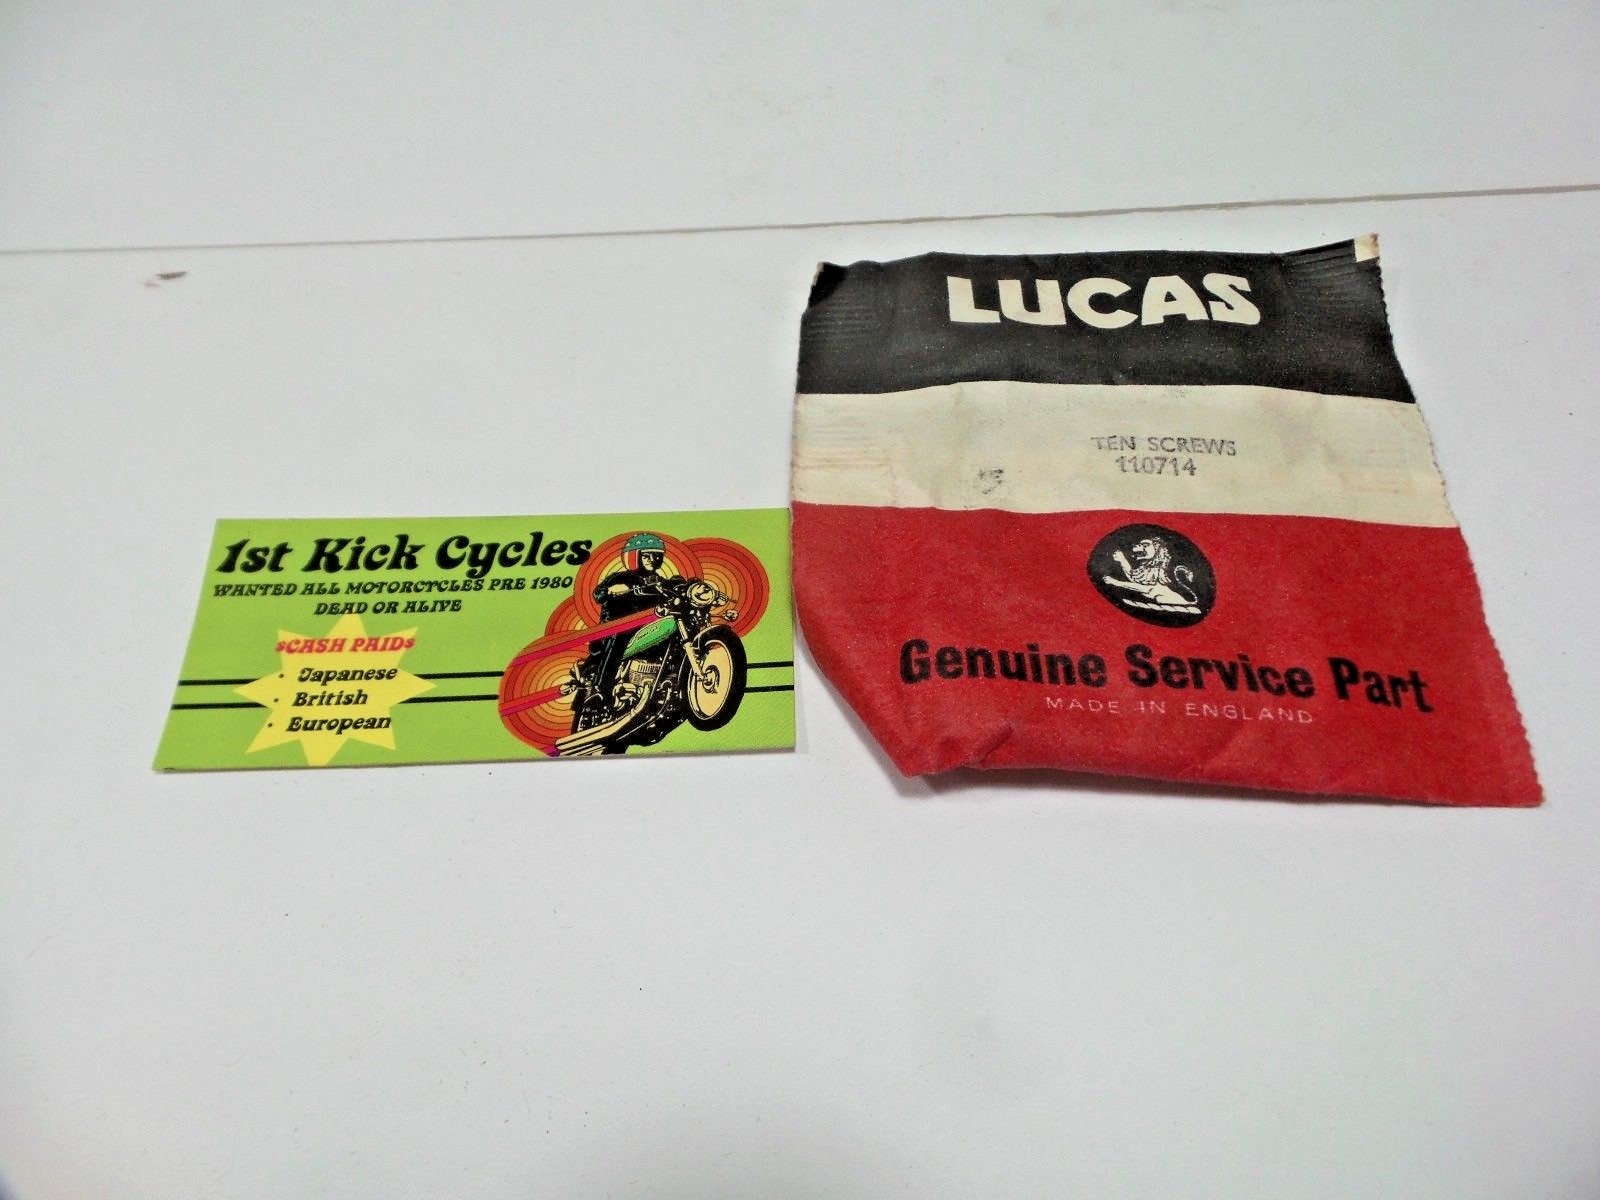 1st Kick Cycles
WANTED ALL MOTORCYCLES PRE 1980
DEAD OR ALIVE
$CASH PAID$
· Japanese
· British
· European
LUCAS
TEN SCREWS
110714
Genuine Service Part
MADE IN ENGLAND